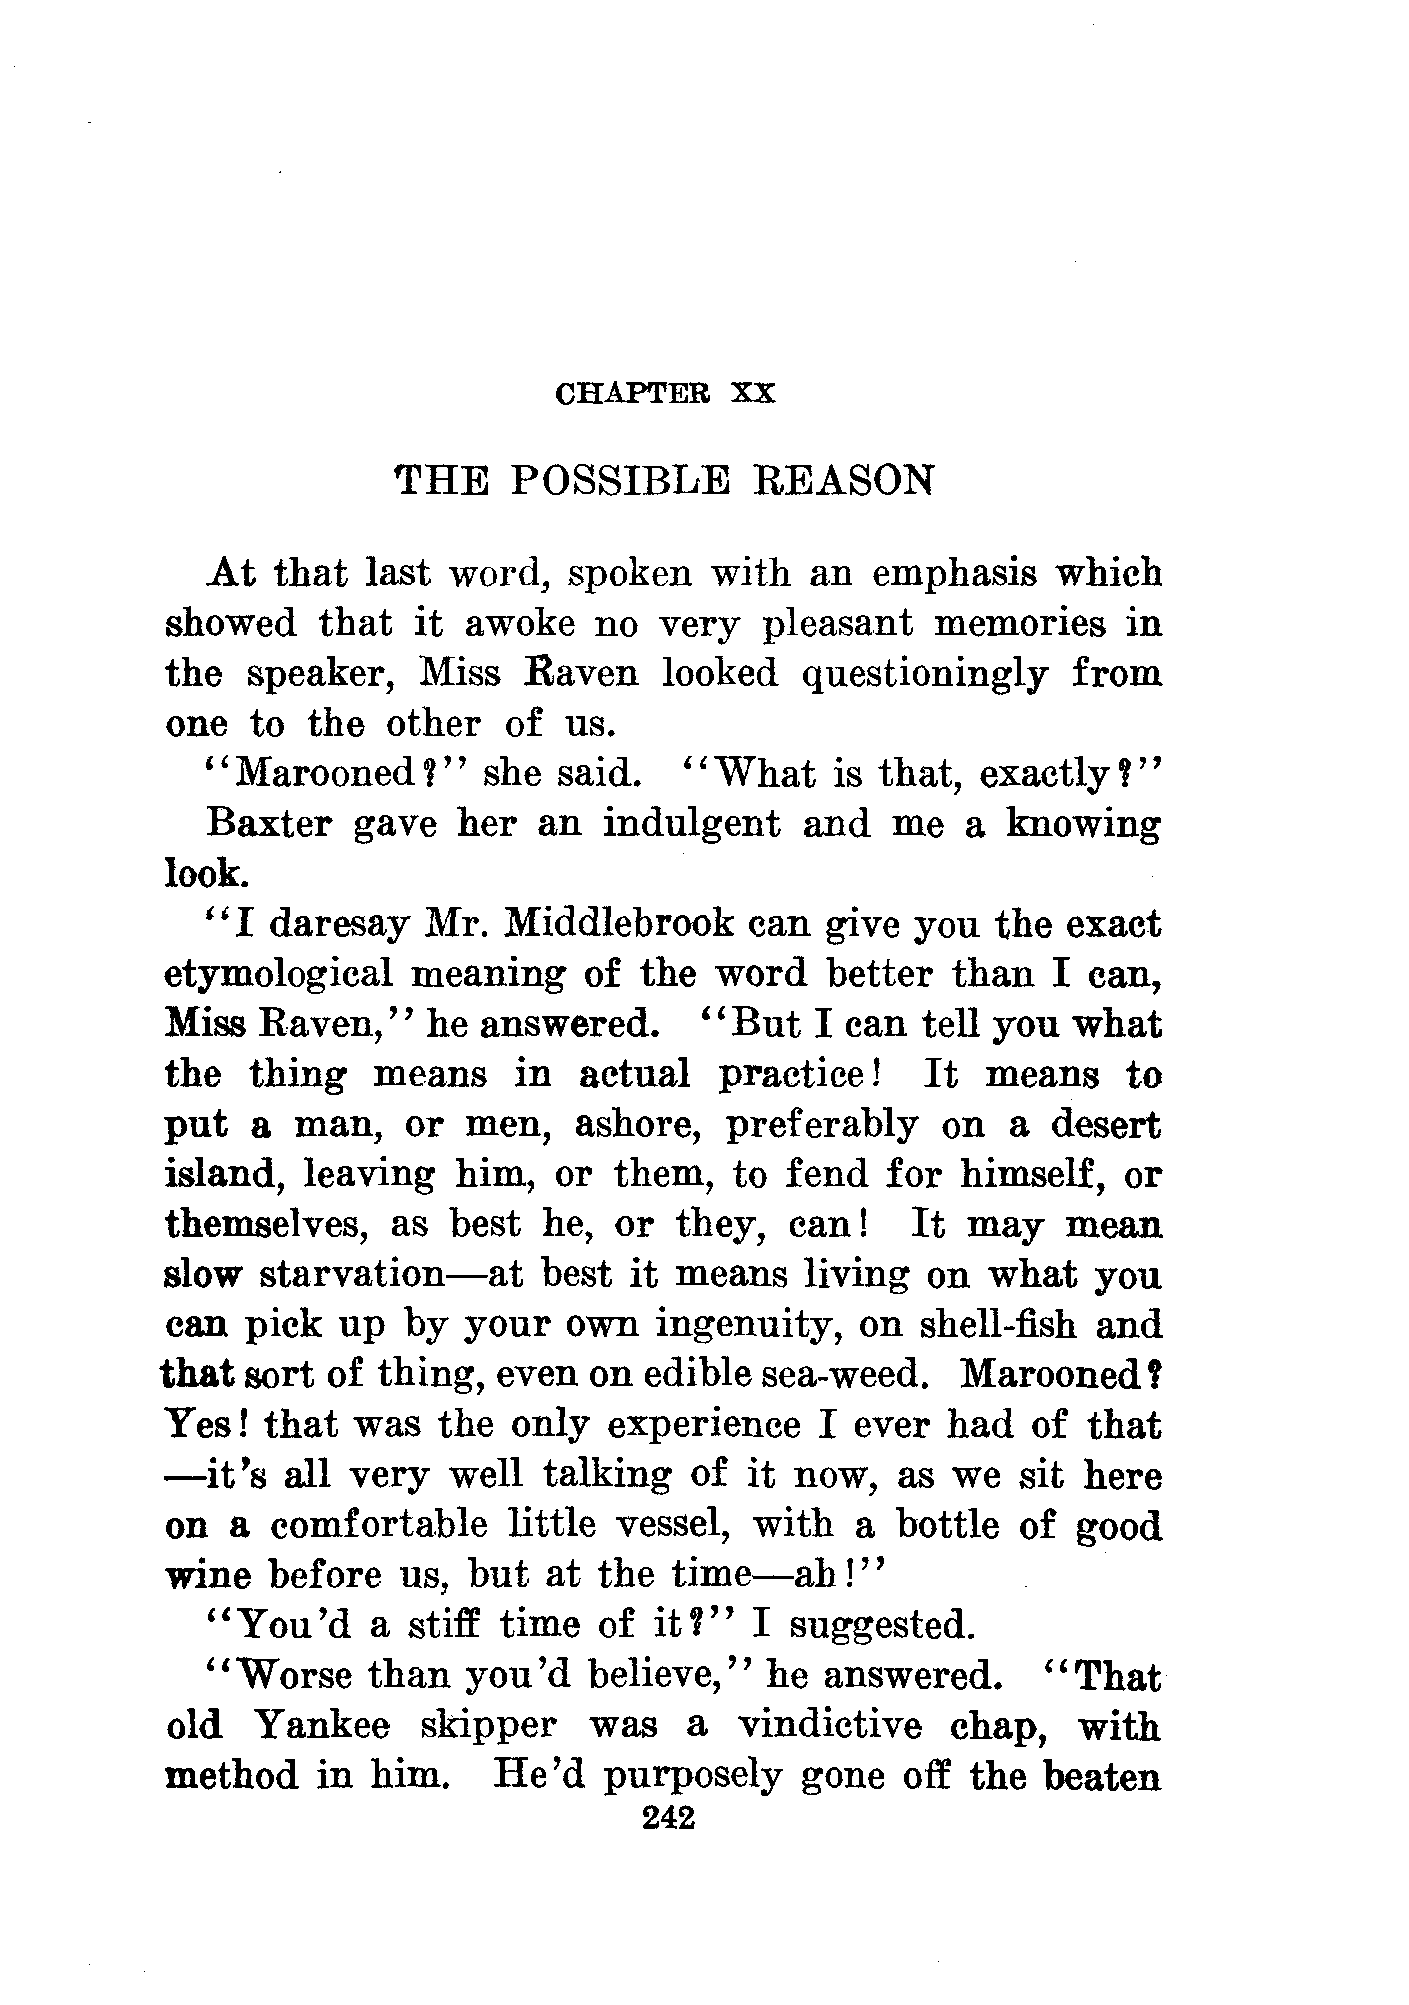 CHAPTER XX
THE POSSIBLE REASON
At that last word, spoken with an emphasis which
showed that it awoke no very pleasant memories in
the speaker, Miss Raven looked questioningly from
one to the other of us.
"Marooned?" she said. "What is that, exactly?"
Baxter gave her an indulgent and me a knowing
look.
"I daresay Mr. Middlebrook can give you the exact
etymological meaning of the word better than I can,
Miss Raven," he answered. "But I can tell you what
the thing means in actual practice! It means to
put a man, or men, ashore, preferably on a desert
island, leaving him, or them, to fend for himself, or
themselves, as best he, or they, can! It may mean
slow starvation—at best it means living on what you
can pick up by your own ingenuity, on shell-fish and
that sort of thing, even on edible sea-weed. Marooned?
Yes! that was the only experience I ever had of that
—it's all very well talking of it now, as we sit here
on a comfortable little vessel, with a bottle of good
wine before us, but at the time—ah!"
"You'd a stiff time of it?" I suggested.
"Worse than you'd believe," he answered. "That
old Yankee skipper was a vindictive chap, with
method in him. He'd purposely gone off the beaten
242